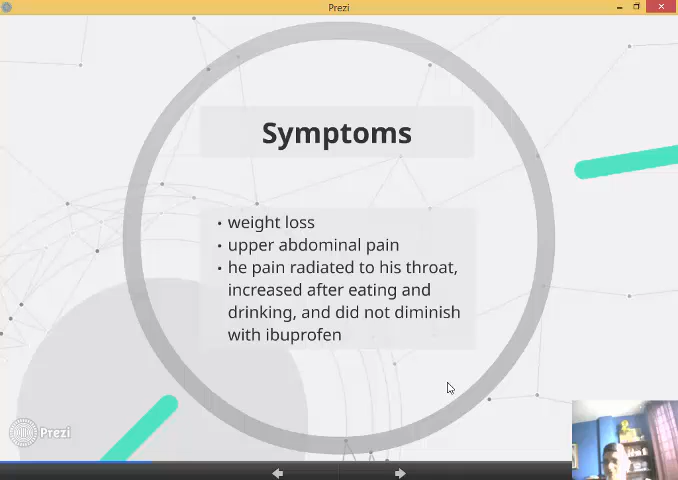 Prezi
Symptoms
• weight loss
• upper abdominal pain
• he pain radiated to his throat,
increased after eating and
drinking, and did not diminish
with ibuprofen
Prezi